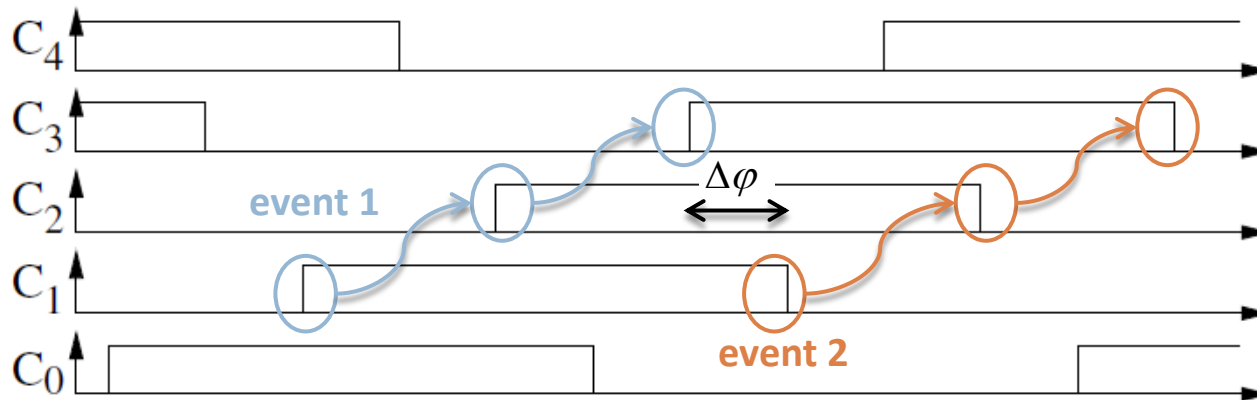 C₄
C₃
Δφ
event 1
C₂
C₁
event 2
C₀